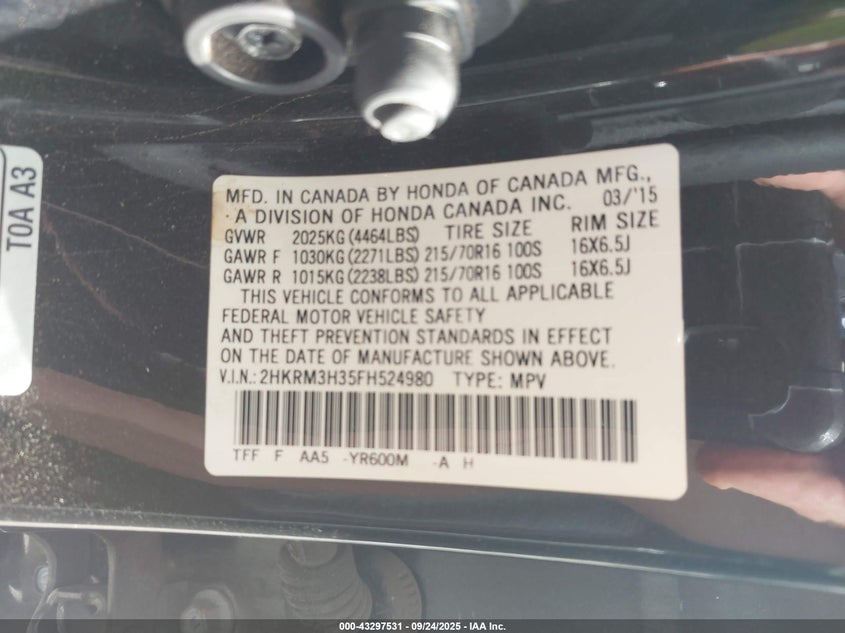 TOA A3
MFD. IN CANADA BY HONDA OF CANADA MFG., 03/'15
A DIVISION OF HONDA CANADA INC.
GVWR 2025KG (4464LBS) TIRE SIZE RIM SIZE
GAWR F 1030KG (2271LBS) 215/70R16 100S 16X6.5J
GAWR R 1015KG (2238LBS) 215/70R16 100S 16X6.5J
THIS VEHICLE CONFORMS TO ALL APPLICABLE
FEDERAL MOTOR VEHICLE SAFETY
AND THEFT PREVENTION STANDARDS IN EFFECT
ON THE DATE OF MANUFACTURE SHOWN ABOVE.
V.I.N.: 2HKRM3H35FH524980 TYPE: MPV
TFF F AA5 -YR600M -A H
000-43297531 - 09/24/2025 - IAA Inc.